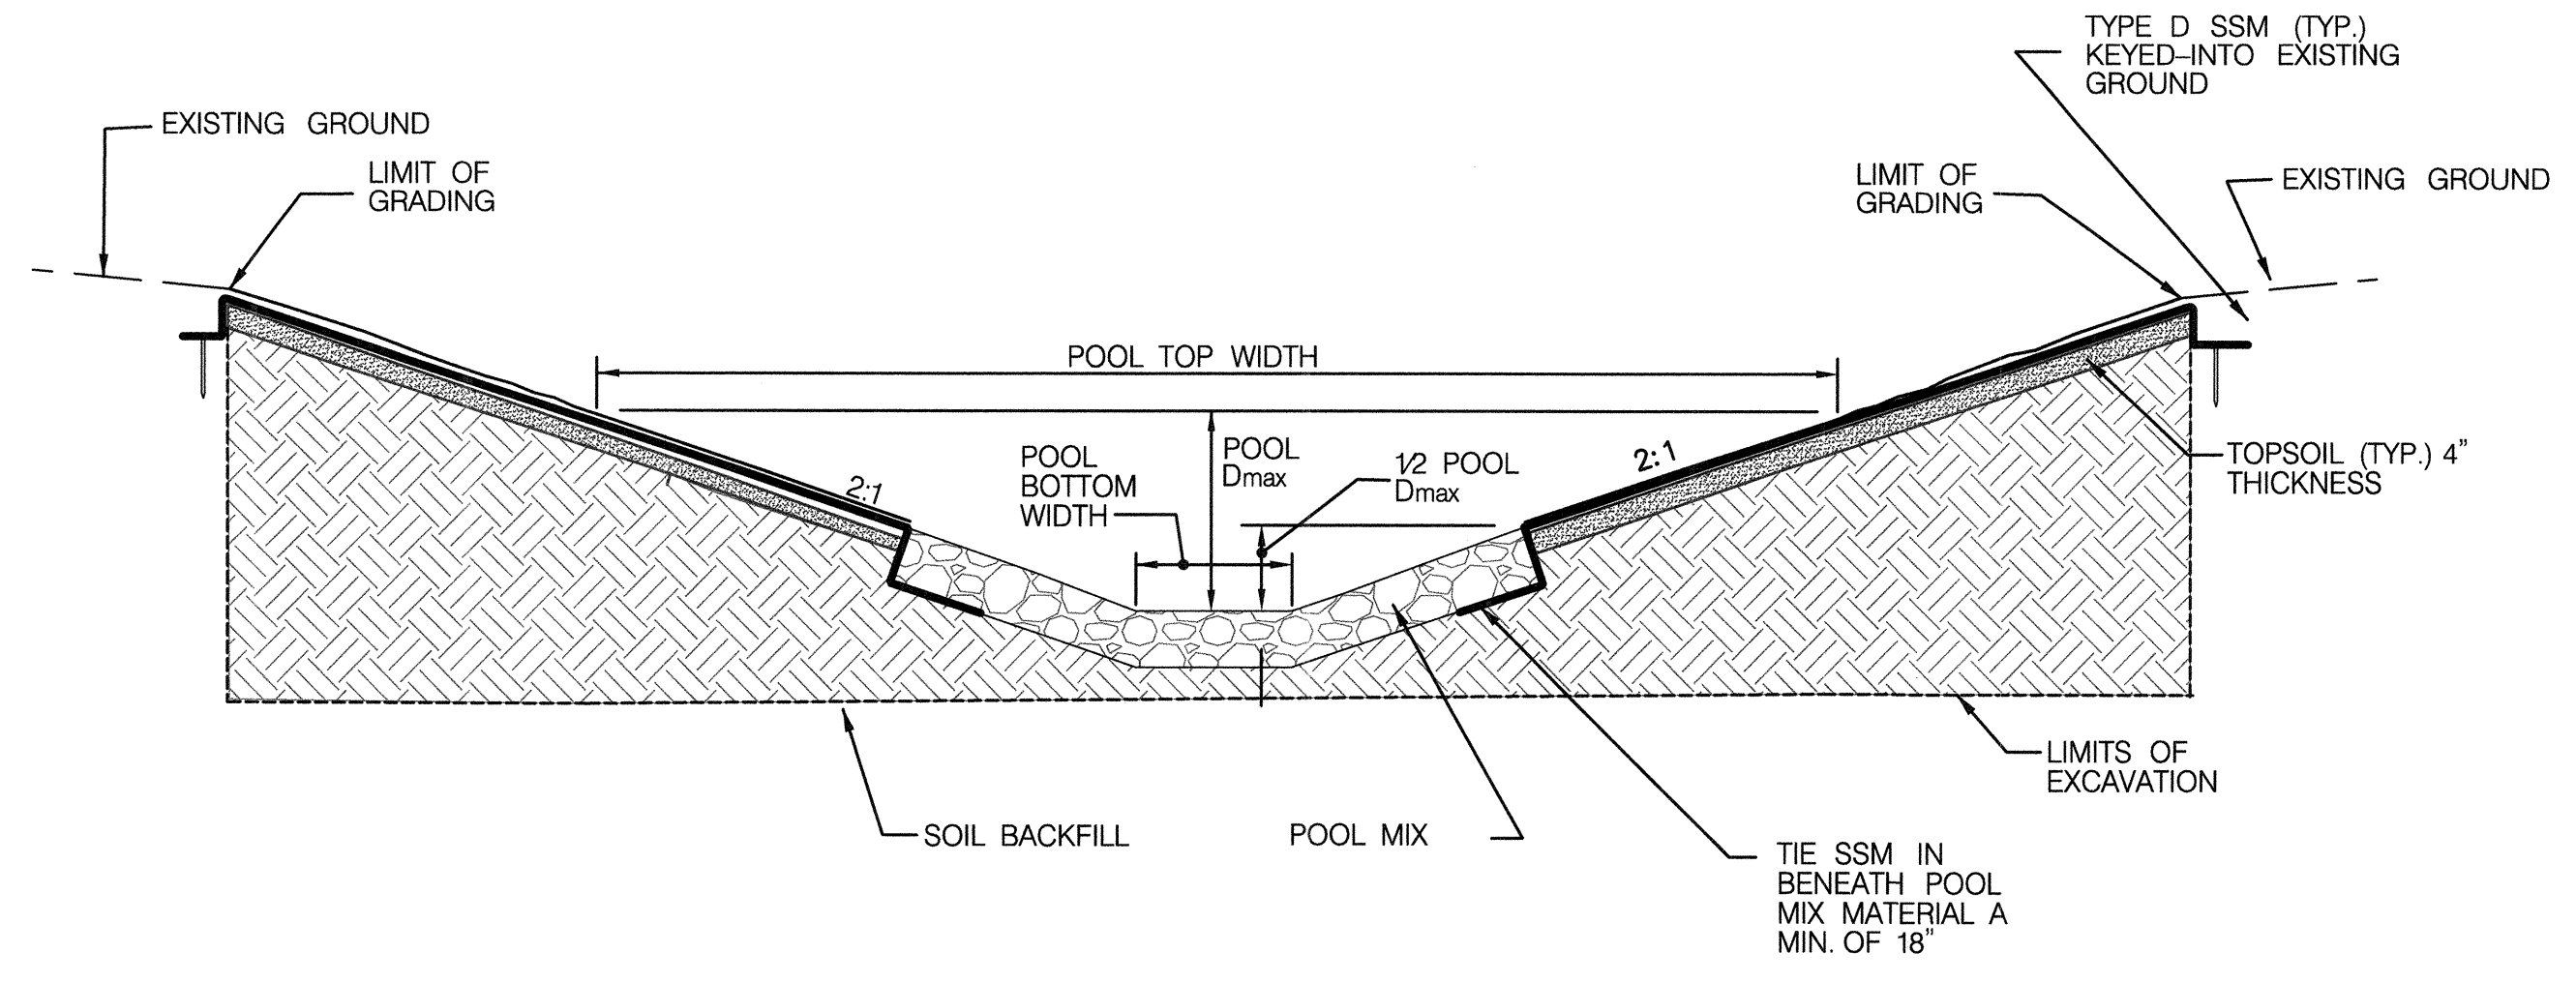 TYPE D SSM (TYP.)
KEYED-INTO EXISTING
GROUND
EXISTING GROUND
LIMIT OF
GRADING
LIMIT OF
GRADING
EXISTING GROUND
POOL TOP WIDTH
POOL
BOTTOM
WIDTH
POOL
Dmax
1/2 POOL
Dmax
2:1
2:1
TOPSOIL (TYP.) 4"
THICKNESS
LIMITS OF
EXCAVATION
SOIL BACKFILL
POOL MIX
TIE SSM IN
BENEATH POOL
MIX MATERIAL A
MIN. OF 18"